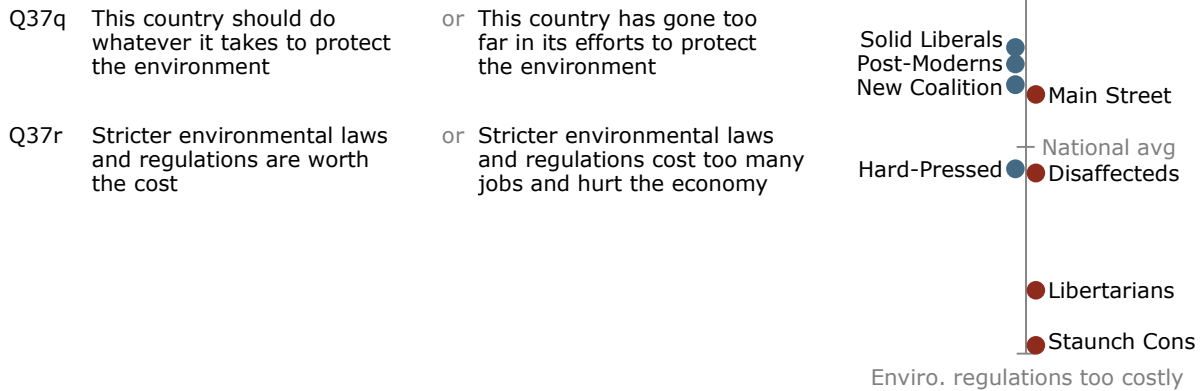 Q37q This country should do or This country has gone too
whatever it takes to protect far in its efforts to protect
the environment the environment
Q37r Stricter environmental laws or Stricter environmental laws
and regulations are worth and regulations cost too many
the cost jobs and hurt the economy
Solid Liberals
Post-Moderns
New Coalition Main Street
National avg
Hard-Pressed Disaffecteds
Libertarians
Staunch Cons
Enviro. regulations too costly